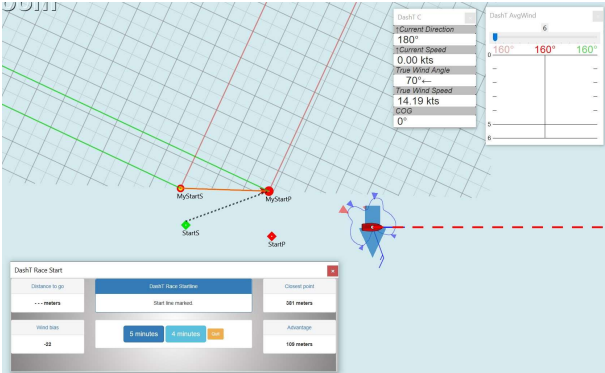 DashT C
↑Current Direction
180°
↑Current Speed
0.00 kts
True Wind Angle
70°←
True Wind Speed
14.19 kts
COG
0°
DashT AvgWind
6
160° 160° 160°
0
5
6
MyStartS
MyStartP
StartS
StartP
DashT Race Start
Distance to go
- - - meters
DashT Race Startline
Start line marked.
Closest point
381 meters
Wind bias
-22
5 minutes
4 minutes
Advantage
109 meters